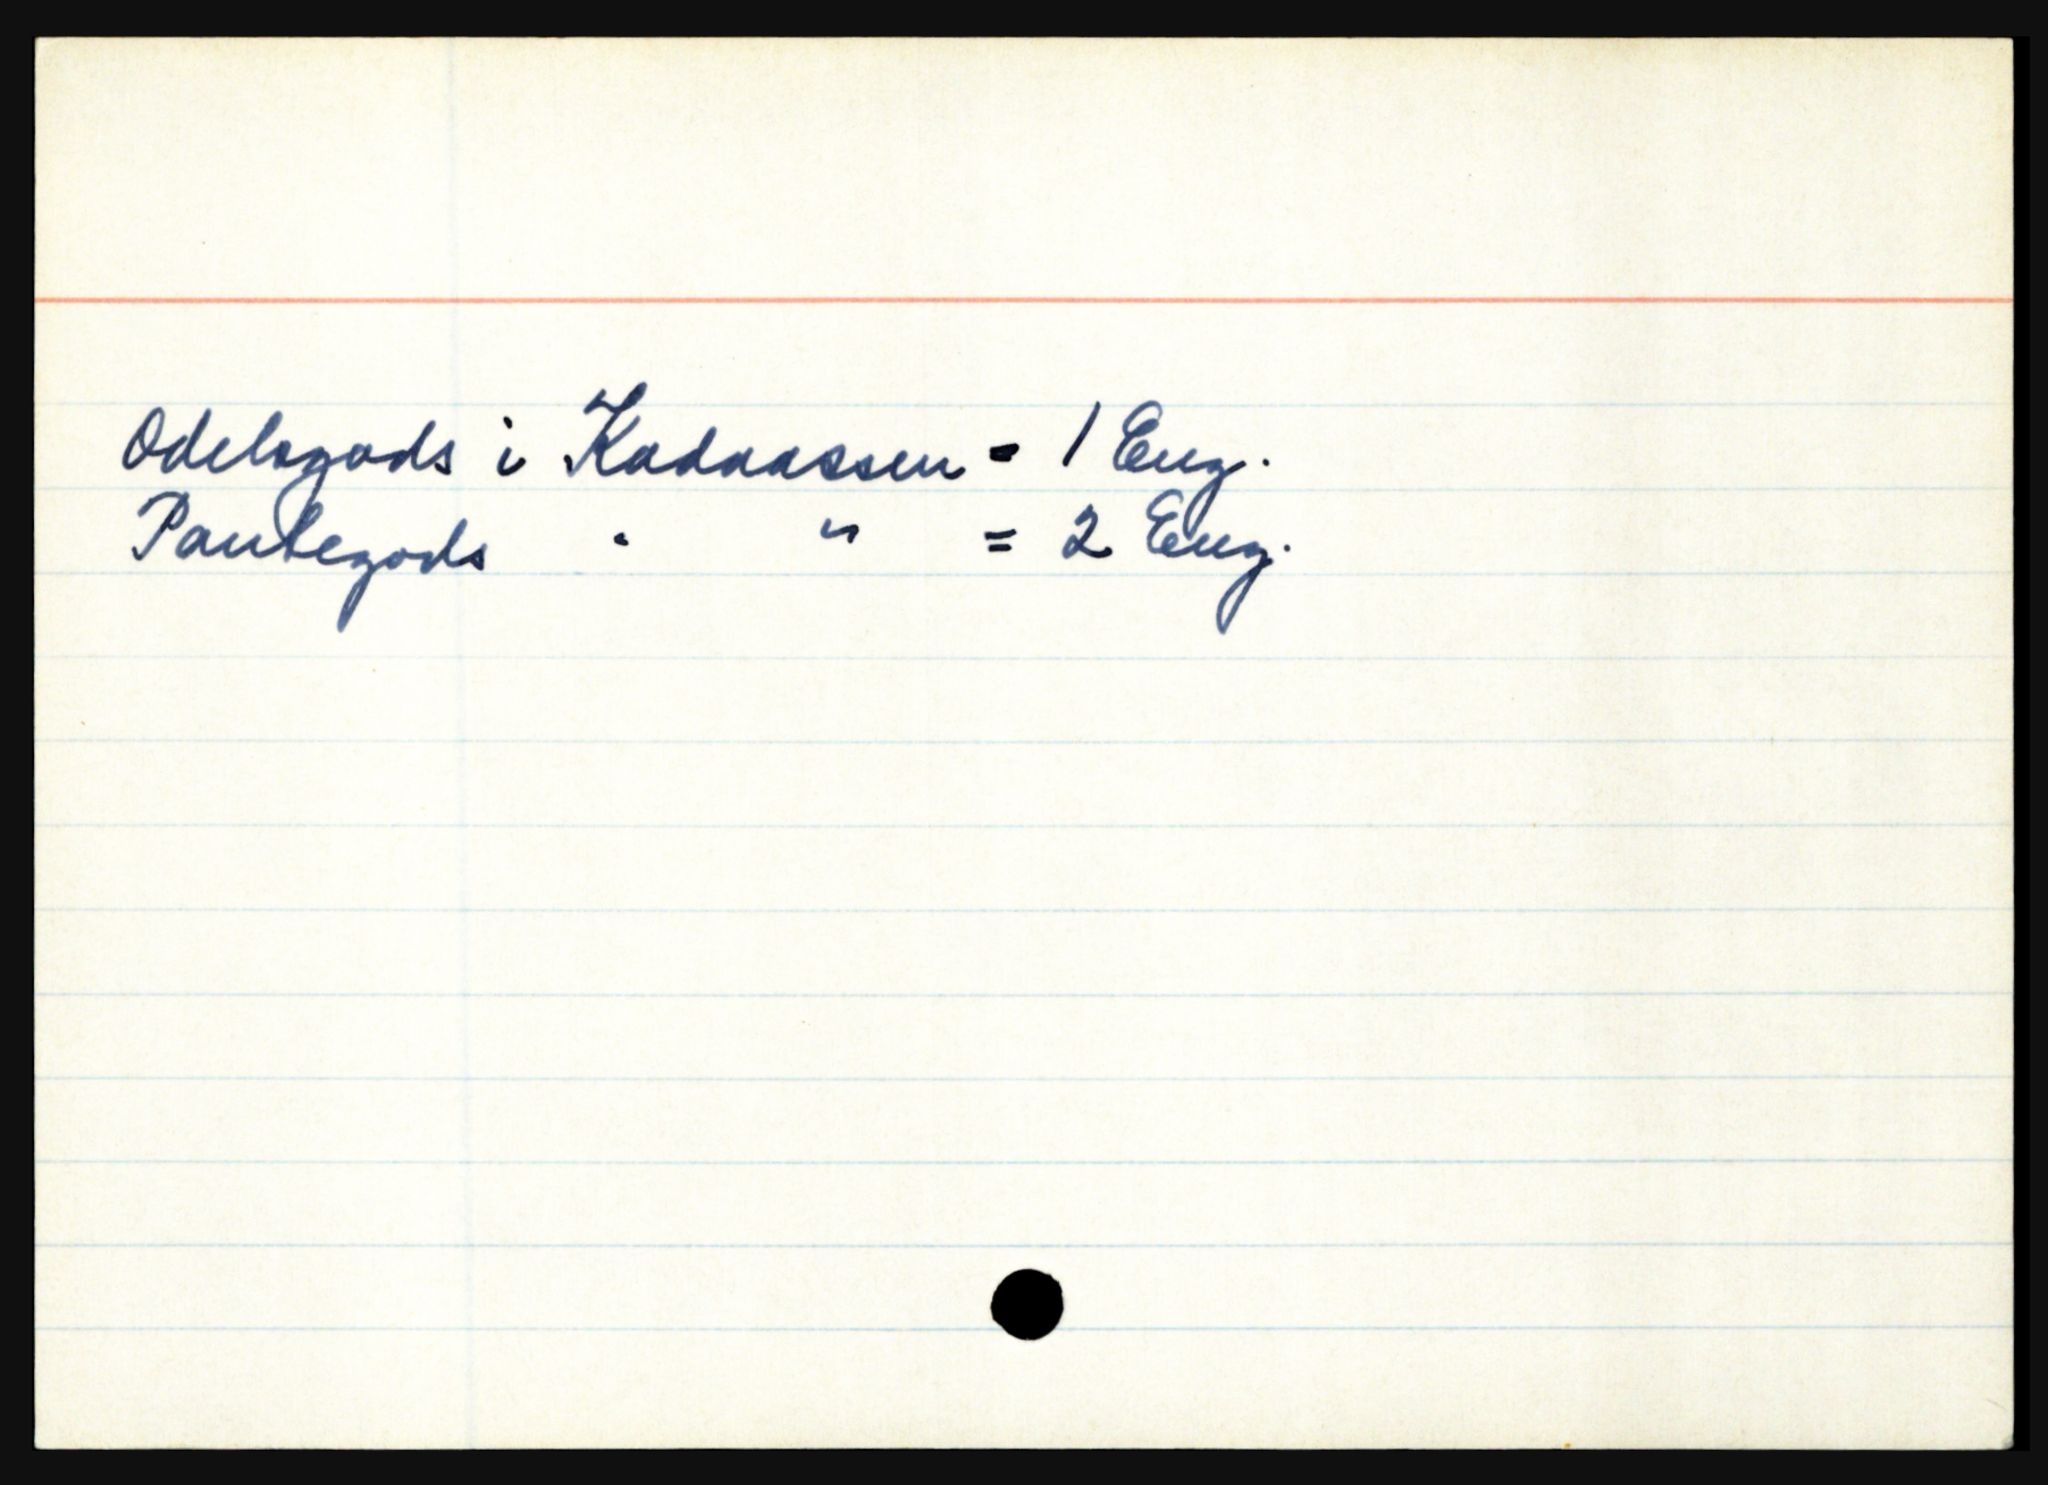 Odelsgods i Kadaassen = 1 Eng.
Pantegods " " = 2 Eng.